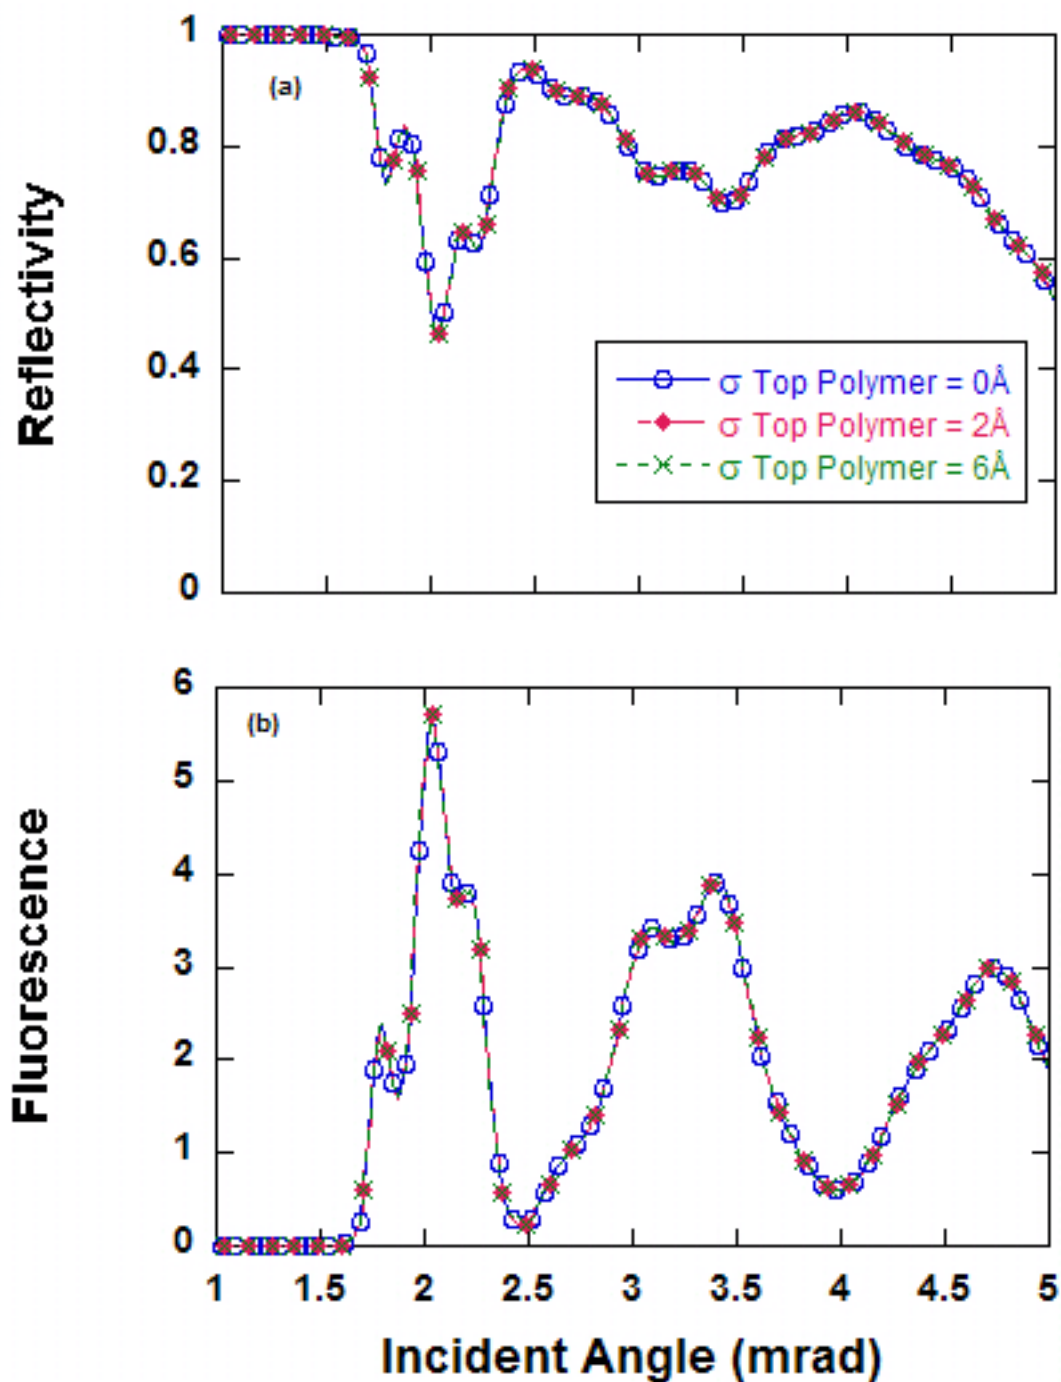 1
(a)
0.8
0.6
Reflectivity
0.4
σ Top Polymer = 0Å
σ Top Polymer = 2Å
σ Top Polymer = 6Å
0.2
0
6
(b)
5
4
Fluorescence
3
2
1
0
1 1.5 2 2.5 3 3.5 4 4.5 5
Incident Angle (mrad)